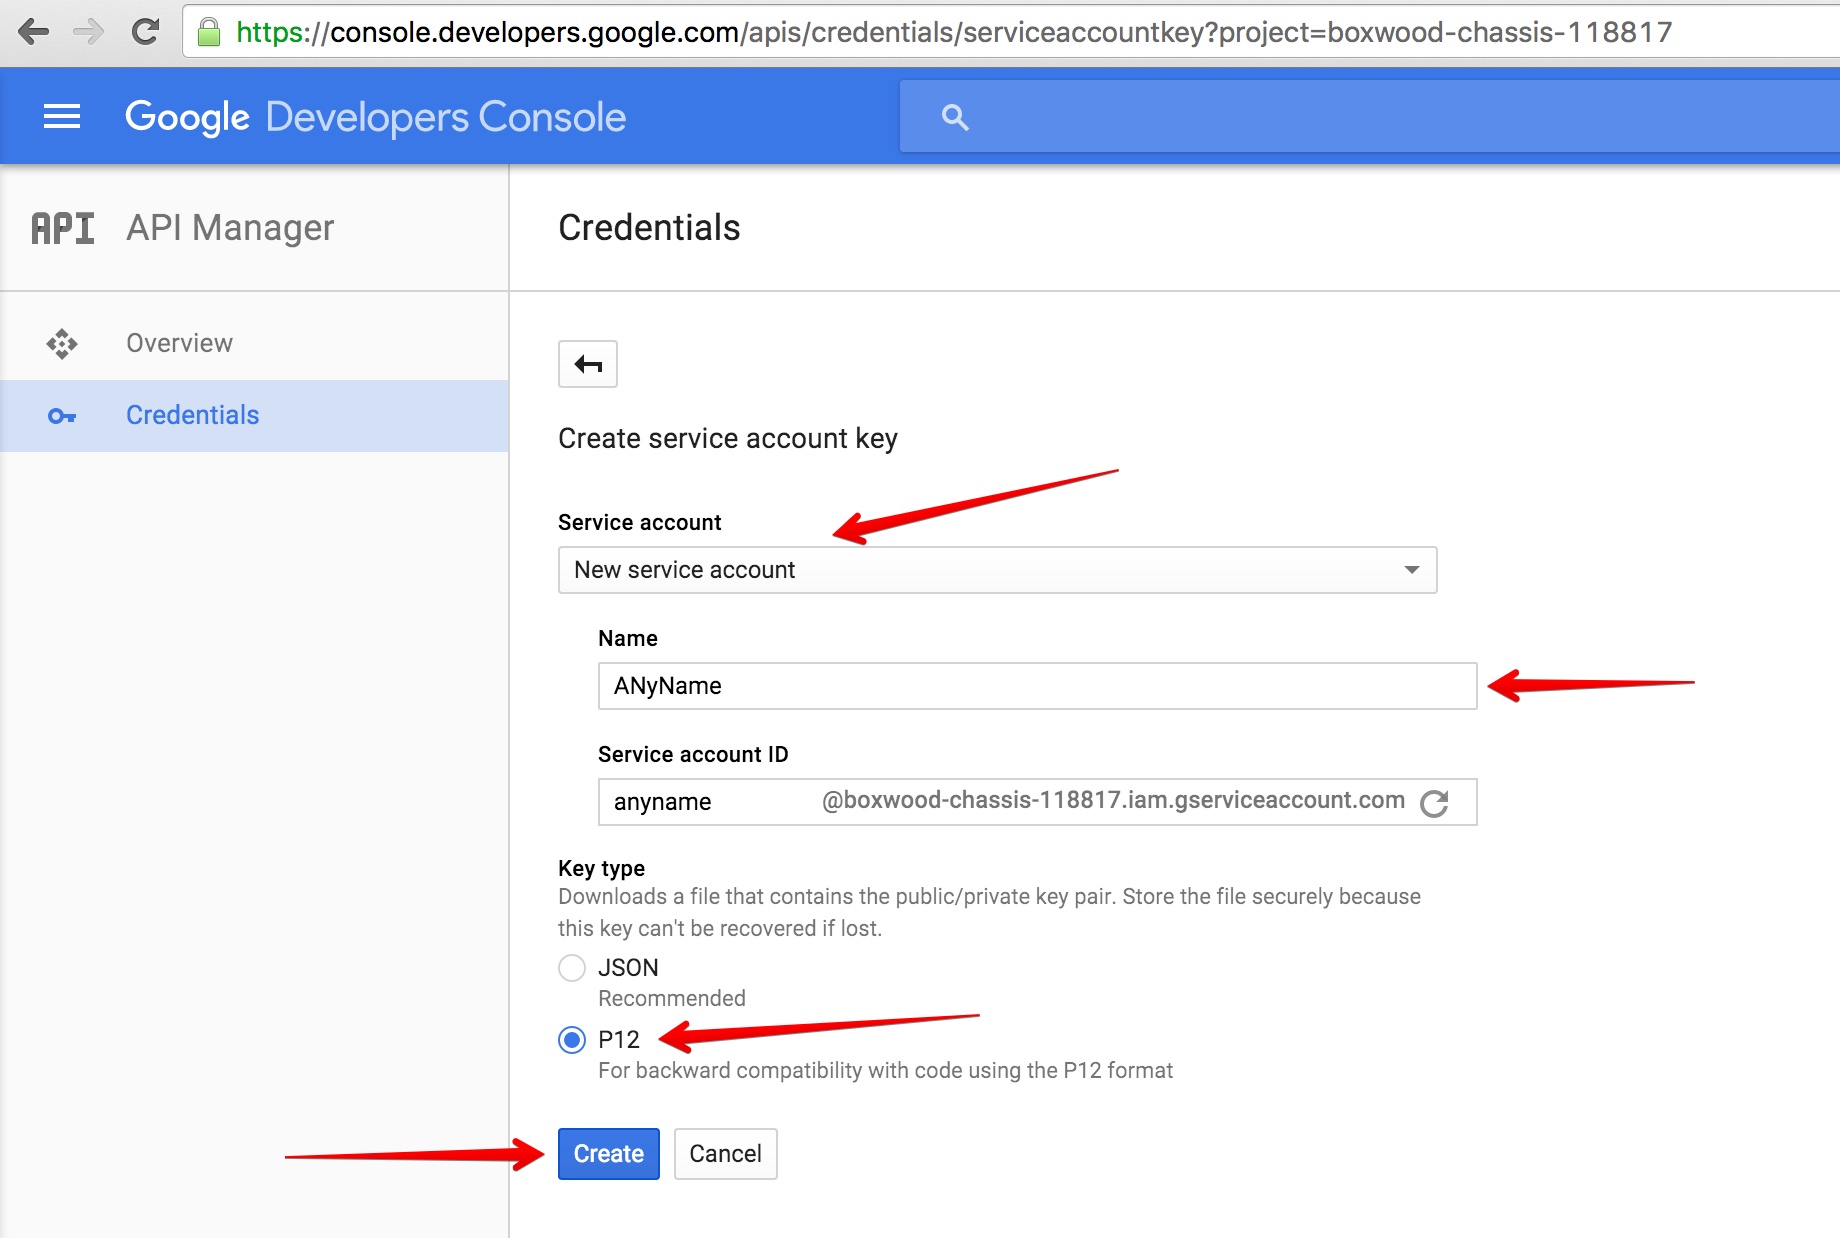 https://console.developers.google.com/apis/credentials/serviceaccountkey?project=boxwood-chassis-118817
Google Developers Console
API API Manager
Credentials
Overview
Credentials
Create service account key
Service account
New service account
Name
ANyName
Service account ID
anyname @boxwood-chassis-118817.iam.gserviceaccount.com
Key type
Downloads a file that contains the public/private key pair. Store the file securely because
this key can't be recovered if lost.
JSON
Recommended
P12
For backward compatibility with code using the P12 format
Create Cancel